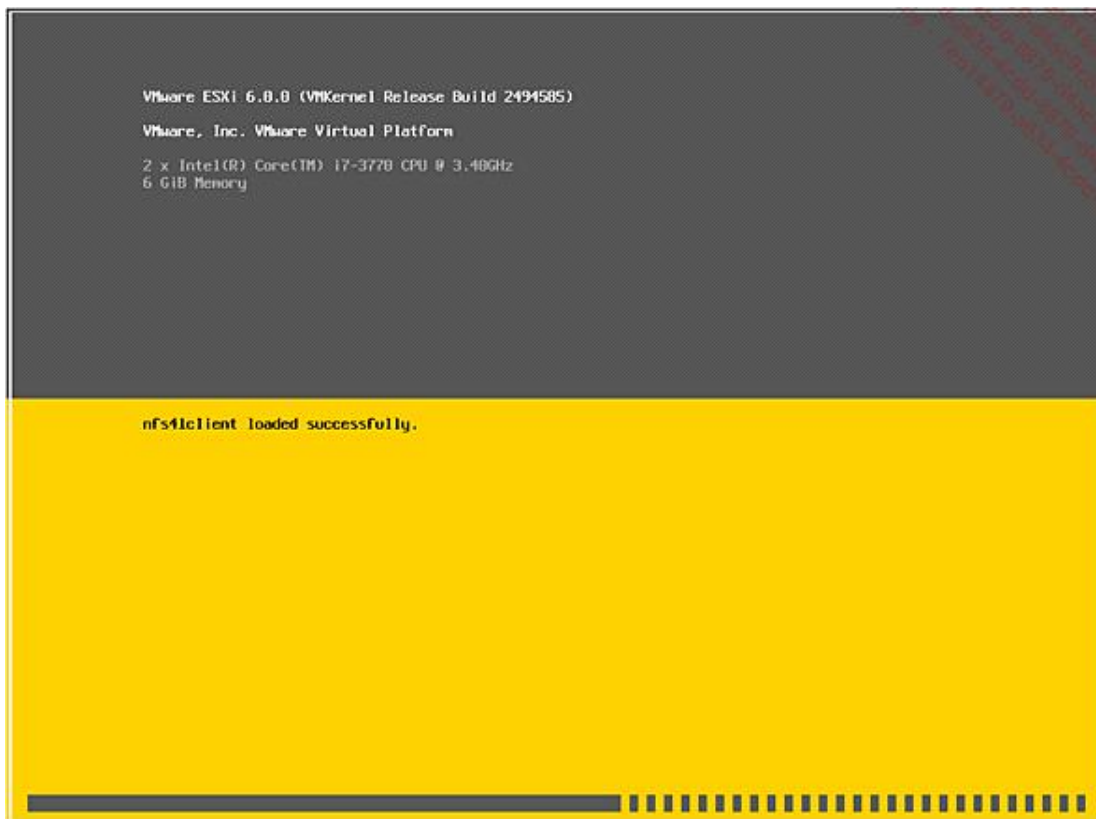 VMware ESXi 6.0.0 (VMKernel Release Build 2494585)
VMware, Inc. VMware Virtual Platform
2 x Intel(R) Core(TM) i7-3770 CPU @ 3.40GHz
6 GiB Memory
nfs41client loaded successfully.